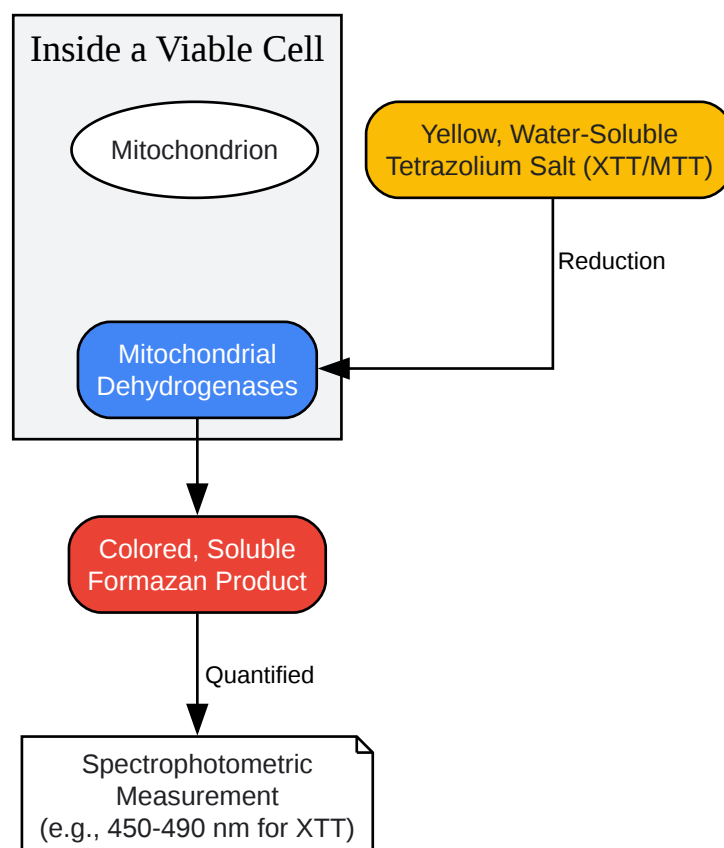 Inside a Viable Cell
Mitochondrion
Yellow, Water-Soluble
Tetrazolium Salt (XTT/MTT)
Reduction
Mitochondrial
Dehydrogenases
Colored, Soluble
Formazan Product
Quantified
Spectrophotometric
Measurement
(e.g., 450-490 nm for XTT)